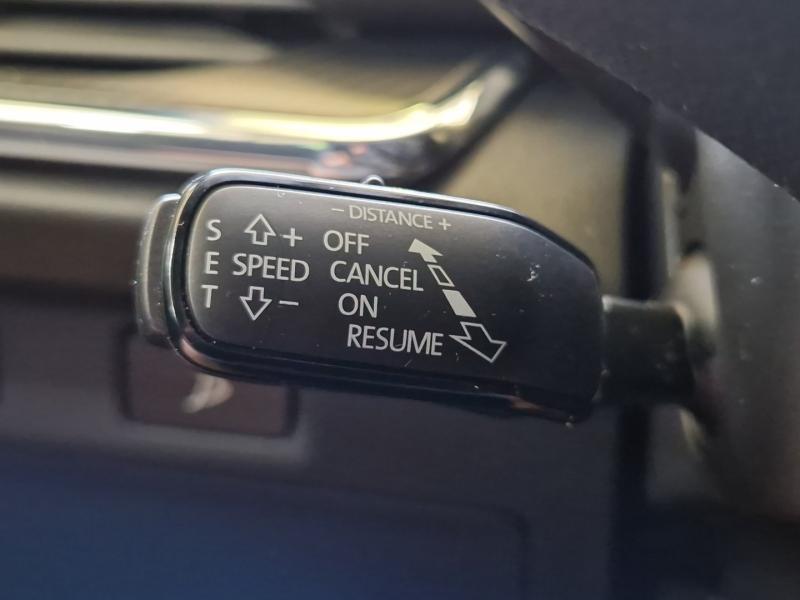 - DISTANCE +
S + OFF
E SPEED CANCEL
T - ON
RESUME